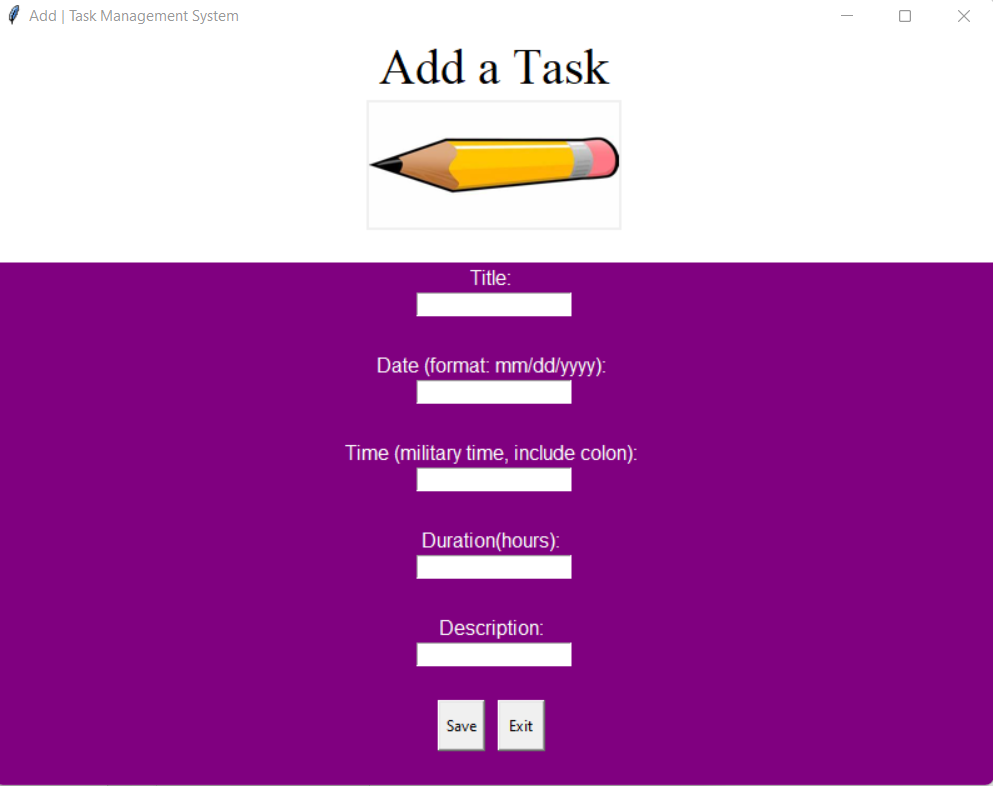 Add | Task Management System
Add a Task
Title:
Date (format: mm/dd/yyyy):
Time (military time, include colon):
Duration(hours):
Description:
Save Exit